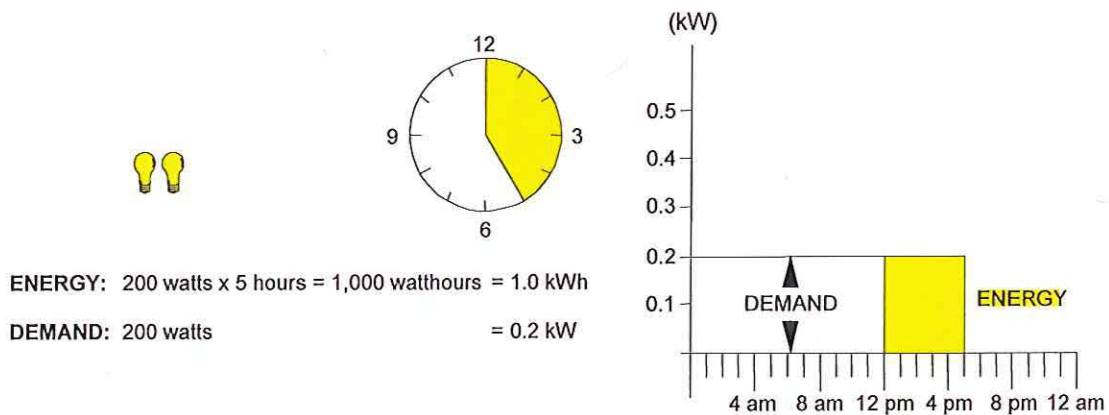 12
9
3
6
ENERGY: 200 watts x 5 hours = 1,000 watthours = 1.0 kWh
DEMAND: 200 watts = 0.2 kW
(kW)
0.5
0.4
0.3
0.2
0.1
DEMAND
ENERGY
4 am 8 am 12 pm 4 pm 8 pm 12 am